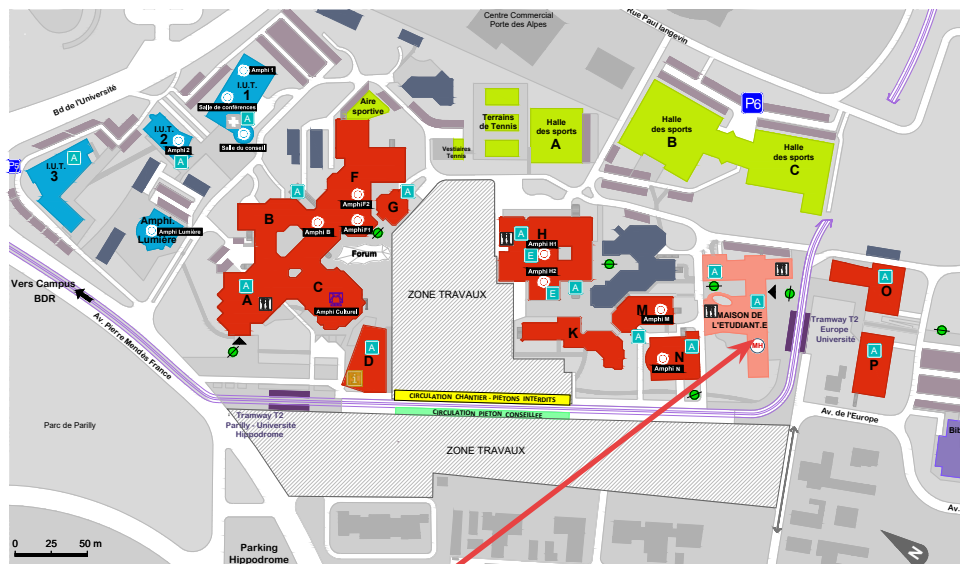 Centre Commercial
Porte des Alpes
Rue Paul langevin
Bd de l'Université
Amphi 1
I.U.T.
1
Salle de conférences
A
Salle du conseil
I.U.T.
2
Amphi 2
A
I.U.T.
3
A
P9
Amphi.
Lumière
Amphi Lumière
Aire
sportive
Terrains
de Tennis
Vestiaires
Tennis
Halle
des sports
A
Halle
des sports
B
Halle
des sports
C
P6
F
Amphi F2
Amphi F1
A
G
A
B
Amphi B
Forum
A
A
C
Amphi Culturel
A
D
i
ZONE TRAVAUX
H
A
Amphi H1
E
Amphi H2
E
A
K
M
Amphi M
A
N
Amphi N
A
A
A
MAISON DE
L'ETUDIANT.E
MH
Tramway T2
Europe
Université
A
O
A
P
Vers Campus
BDR
Av. Pierre Mendès France
Tramway T2
Parilly - Université
Hippodrome
CIRCULATION CHANTIER - PIÉTONS INTERDITS
CIRCULATION PIETON CONSEILLEE
ZONE TRAVAUX
Av. de l'Europe
Bib
Av.
Parc de Parilly
Parking
Hippodrome
0 25 50 m
N